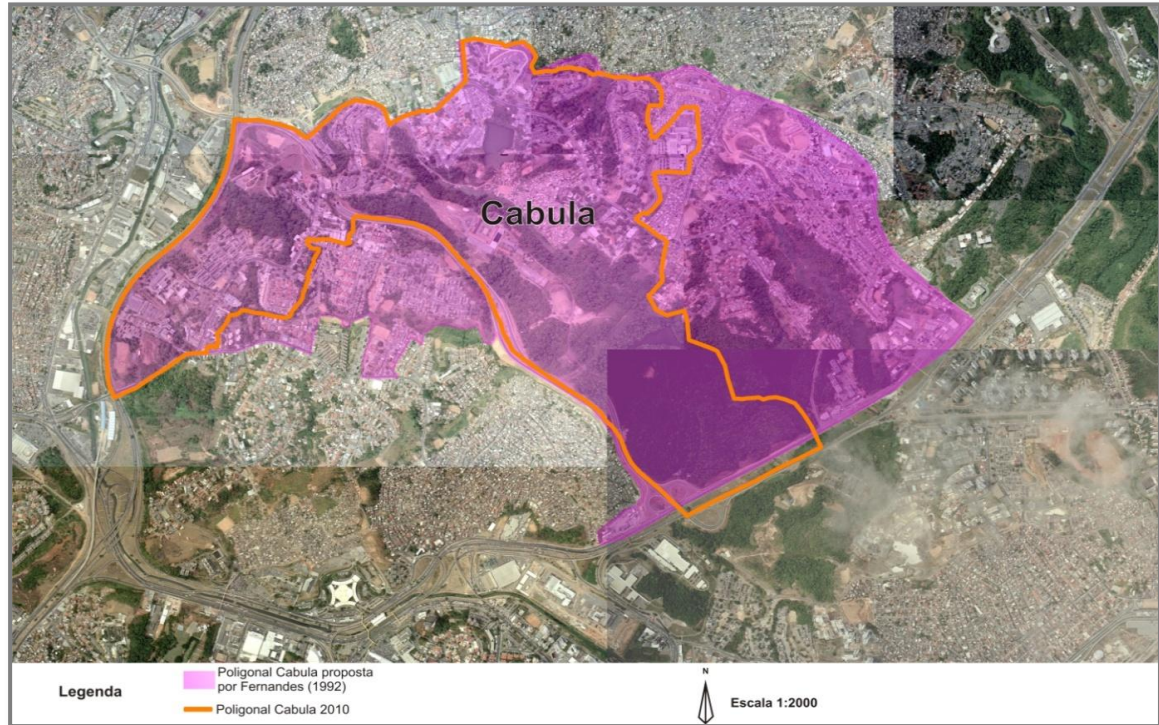 Cabula
Legenda
Poligonal Cabula proposta
por Fernandes (1992)
Poligonal Cabula 2010
N
Escala 1:2000